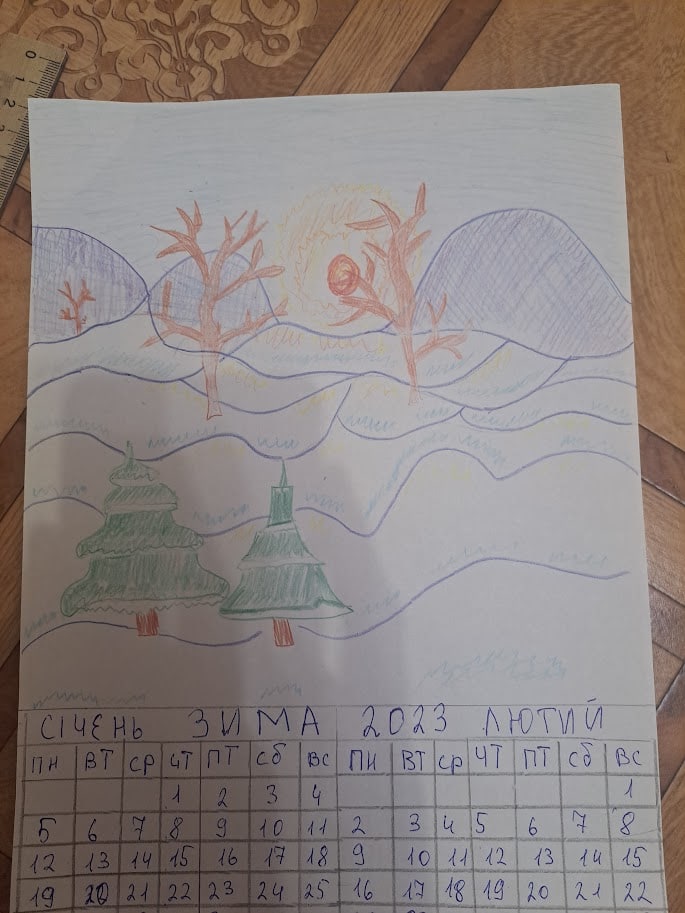 0 1 2
СІЧЕНЬ ЗИМА 2023 ЛЮТИЙ
ПН ВТ СР ЧТ ПТ Сб ВС ПН ВТ СР ЧТ ПТ Сб ВС
1 2 3 4 1
5 6 7 8 9 10 11 2 3 4 5 6 7 8
12 13 14 15 16 17 18 9 10 11 12 13 14 15
19 20 21 22 23 24 25 16 17 18 19 20 21 22